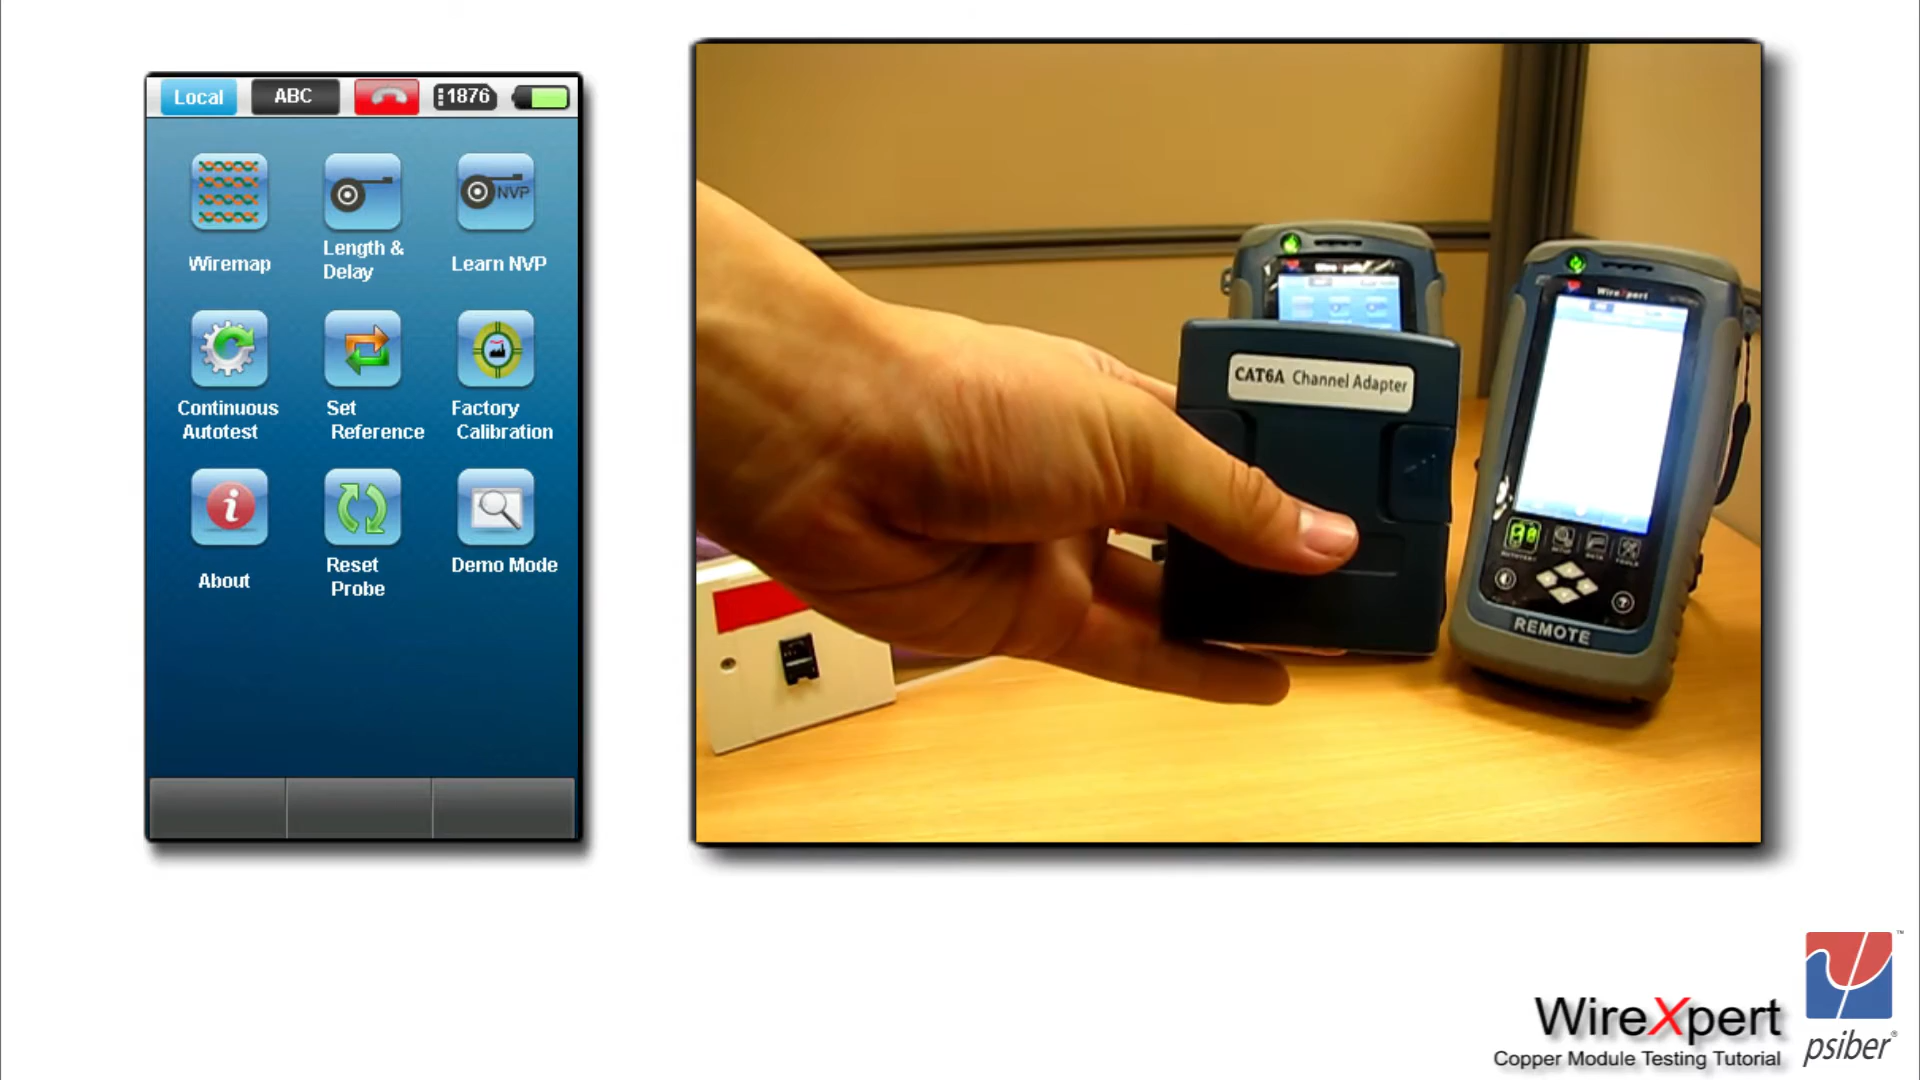 Local
ABC
1876
Wiremap
Length &
Delay
Learn NVP
NVP
Continuous
Autotest
Set
Reference
Factory
Calibration
About
Reset
Probe
Demo Mode
CAT6A Channel Adapter
WireXpert
REMOTE
WireXpert
Copper Module Testing Tutorial
psiber